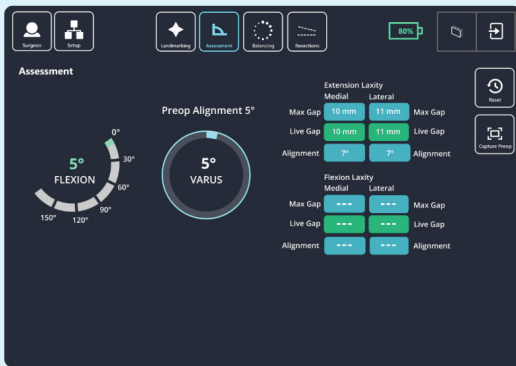 Surgeon
Setup
Landmarking
Assessment
Balancing
Resections
80%
Assessment
Reset
Capture Preop
Preop Alignment 5°
0°
30°
60°
90°
120°
150°
5°
FLEXION
5°
VARUS
Extension Laxity
Medial Lateral
Max Gap 10 mm 11 mm Max Gap
Live Gap 10 mm 11 mm Live Gap
Alignment 7° 7° Alignment
Flexion Laxity
Medial Lateral
Max Gap --- --- Max Gap
Live Gap --- --- Live Gap
Alignment --- --- Alignment